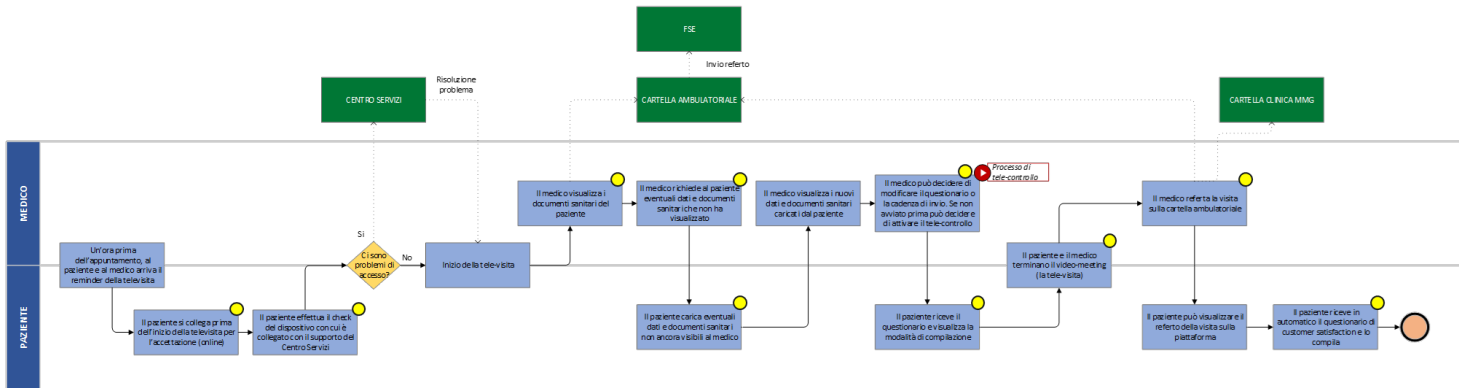 FSE
Invio referto
Risoluzione
problema
CENTRO SERVIZI
CARTELLA AMBULATORIALE
CARTELLA CLINICA MMG
MEDICO
Un'ora prima
dell'appuntamento, al
paziente e al medico arriva il
reminder della televisita
Si
Ci sono
problemi di
accesso?
No
Inizio della tele-visita
Il medico visualizza i
documenti sanitari del
paziente
Il medico richiede al paziente
eventuali dati e documenti
sanitari che non ha
visualizzato
Il medico visualizza i nuovi
dati e documenti sanitari
caricati dal paziente
Il medico può decidere di
modificare il questionario o
la cadenza di invio. Se non
avviato prima può decidere
di attivare il tele-controllo
Processo di
tele-controllo
Il paziente e il medico
terminano il video-meeting
(la tele-visita)
Il medico referta la visita
sulla cartella ambulatoriale
PAZIENTE
Il paziente si collega prima
dell'inizio della televisita per
l'accettazione (online)
Il paziente effettua il check
del dispositivo con cui è
collegato con il supporto del
Centro Servizi
Il paziente carica eventuali
dati e documenti sanitari
non ancora visibili al medico
Il paziente riceve il
questionario e visualizza la
modalità di compilazione
Il paziente può visualizzare il
referto della visita sulla
piattaforma
Il paziente riceve in
automatico il questionario di
customer satisfaction e lo
compila